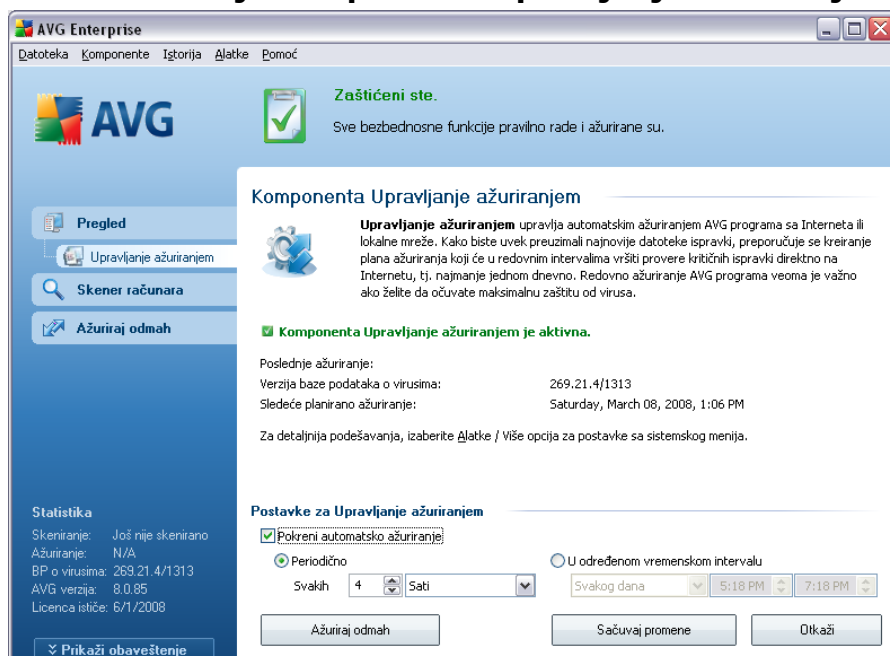 AVG Enterprise
Datoteka Komponente Istorija Alatke Pomoć
AVG
Zaštićeni ste.
Sve bezbednosne funkcije pravilno rade i ažurirane su.
Pregled
Upravljanje ažuriranjem
Skener računara
Ažuriraj odmah
Komponenta Upravljanje ažuriranjem
Upravljanje ažuriranjem upravlja automatskim ažuriranjem AVG programa sa Interneta ili
lokalne mreže. Kako biste uvek preuzimali najnovije datoteke ispravki, preporučuje se kreiranje
plana ažuriranja koji će u redovnim intervalima vršiti provere kritičnih ispravki direktno na
Internetu, tj. najmanje jednom dnevno. Redovno ažuriranje AVG programa veoma je važno
ako želite da očuvate maksimalnu zaštitu od virusa.
Komponenta Upravljanje ažuriranjem je aktivna.
Poslednje ažuriranje:
Verzija baze podataka o virusima: 269.21.4/1313
Sledeće planirano ažuriranje: Saturday, March 08, 2008, 1:06 PM
Za detaljnija podešavanja, izaberite Alatke / Više opcija za postavke sa sistemskog menija.
Statistika
Skeniranje: Još nije skenirano
Ažuriranje: N/A
BP o virusima: 269.21.4/1313
AVG verzija: 8.0.85
Licenca ističe: 6/1/2008
Prikaži obaveštenje
Postavke za Upravljanje ažuriranjem
Pokreni automatsko ažuriranje
Periodično
Svakih 4 Sati
U određenom vremenskom intervalu
Svakog dana 5:18 PM 7:18 PM
Ažuriraj odmah
Sačuvaj promene
Otkaži